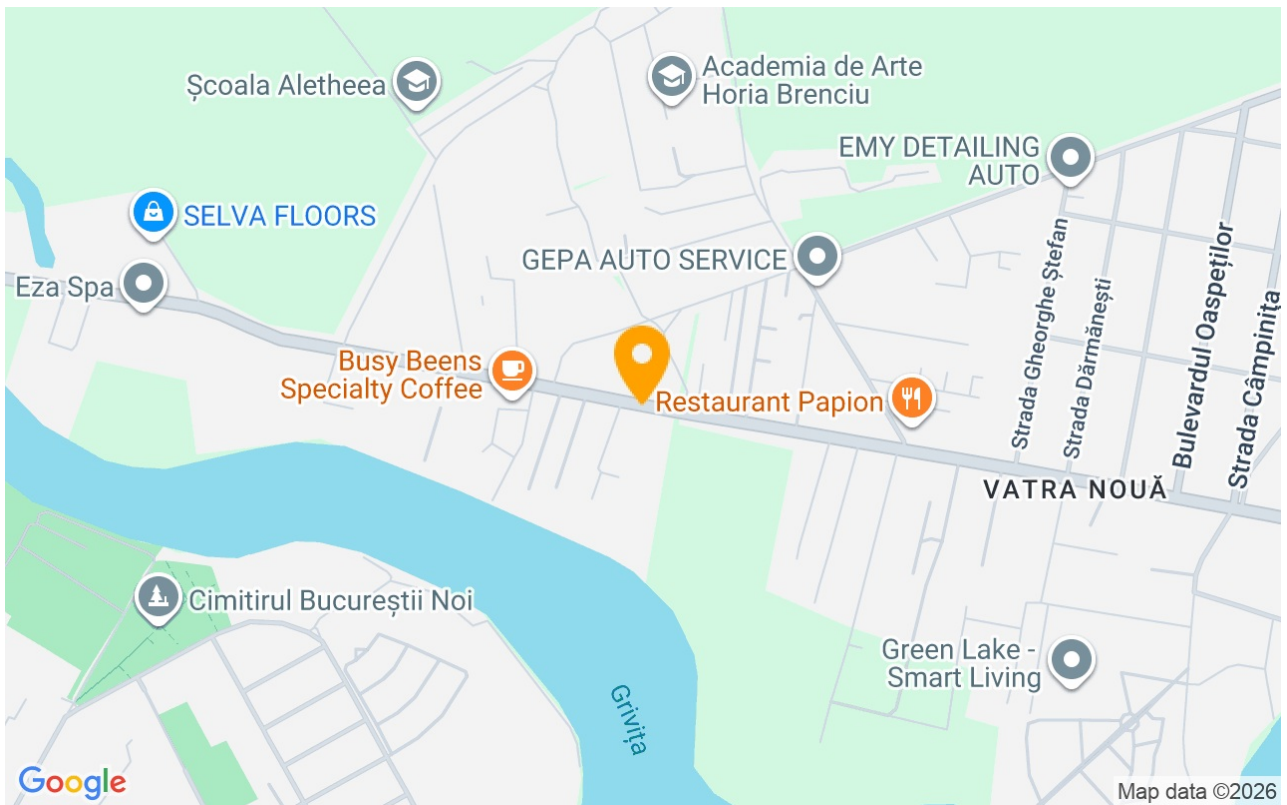 Școala Aletheea
Academia de Arte
Horia Brenciu
EMY DETAILING
AUTO
SELVA FLOORS
GEPA AUTO SERVICE
Eza Spa
Busy Beens
Specialty Coffee
Restaurant Papion
Strada Gheorghe Ștefan
Strada Dărmănești
Bulevardul Oaspeților
Strada Câmpinița
VATRA NOUĂ
Cimitirul Bucureștii Noi
Green Lake -
Smart Living
Grivița
Google
Map data ©2026